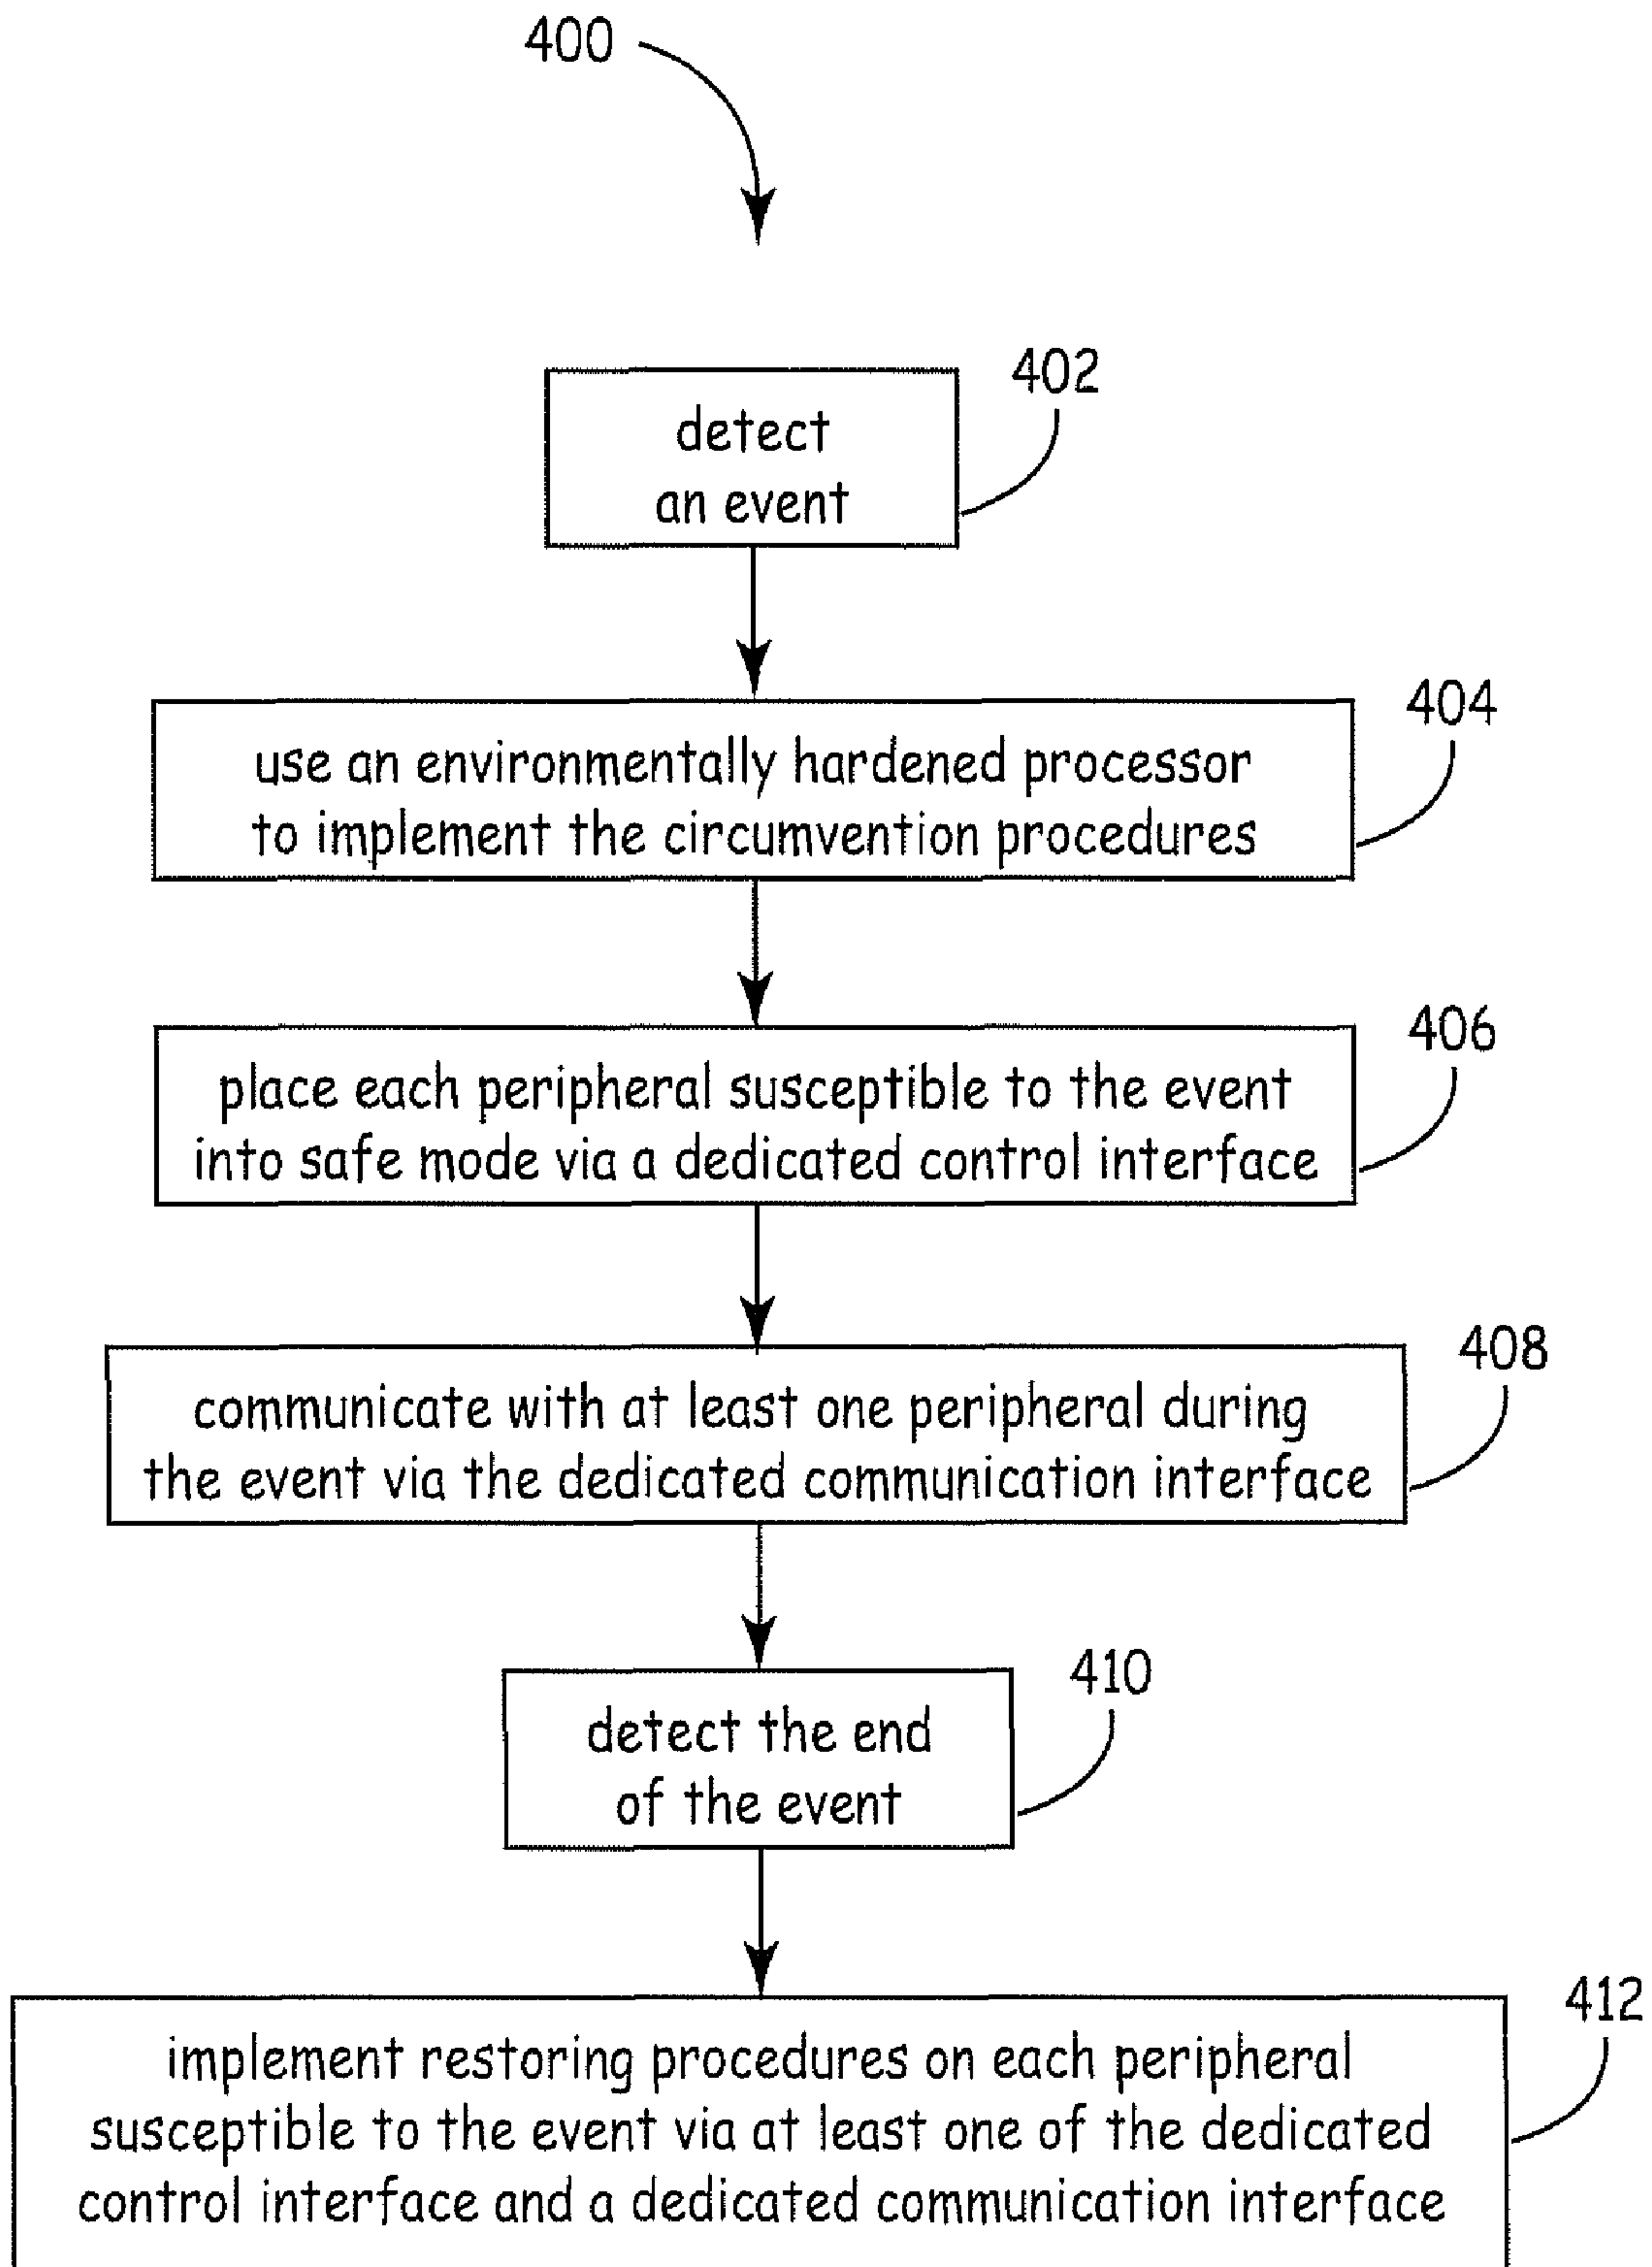 400
402
detect
an event
404
use an environmentally hardened processor
to implement the circumvention procedures
406
place each peripheral susceptible to the event
into safe mode via a dedicated control interface
408
communicate with at least one peripheral during
the event via the dedicated communication interface
410
detect the end
of the event
412
implement restoring procedures on each peripheral
susceptible to the event via at least one of the dedicated
control interface and a dedicated communication interface